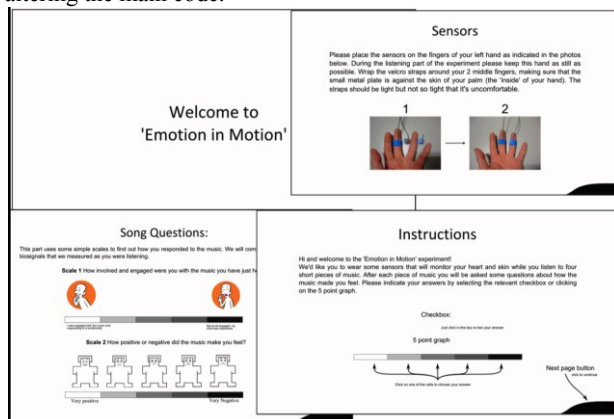 altering the main code.
Welcome to
'Emotion in Motion'
Sensors
Please place the sensors on the fingers of your left hand as indicated in the photos
below. During the listening part of the experiment please keep this hand as still as
possible. Wrap the velcro straps around your 2 middle fingers, making sure that the
small metal plate is against the skin of your palm (the 'inside' of your hand). The
straps should be tight but not so tight that it's uncomfortable.
1 2
Song Questions:
This part uses some simple scales to find out how you responded to the music. We will com
biosignals that we measured as you were listening.
Scale 1 How involved and engaged were you with the music you have just h
Scale 2 How positive or negative did the music make you feel?
Very positive Very Negative
Instructions
Hi and welcome to the 'Emotion in Motion' experiment!
We'd like you to wear some sensors that will monitor your heart and skin while you listen to four
short pieces of music. After each piece of music you will be asked some questions about how the
music made you feel. Please indicate your answers by selecting the relevant checkbox or clicking
on the 5 point graph.
Checkbox:
Just click in the box to tick your answer
5 point graph
Click on one of the cells to choose your answer
Next page button
click to continue